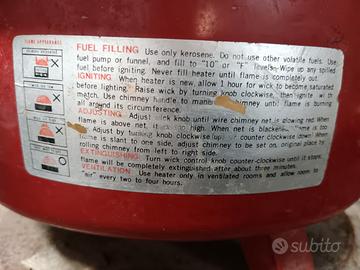 FLAME APPEARANCE
FUEL FILLING Use only kerosene. Do not use other volatile fuels. Use
fuel pump or funnel, and fill to "10" or "F" levels. Wipe up any spilled
fuel before igniting. Never fill heater until flame is completely out.
IGNITING When heater is new, allow 1 hour for wick to become saturated
before lighting. Raise wick by turning knob clockwise, then ignite with
match. Use chimney handle to chimney until flame is burning
all around its circumference.
ADJUSTING Adjust wick knob until wire chimney net is glowing red. When
flame is above net, it is too high. When net is blackened, flame is too
Adjust by turning knob clockwise (up) or counter clockwise down. When
flame is slant to one side, adjust chimney to be set on, original place by
rolling chimney from left to right side.
EXTINGUISHING Turn wick control knob counter-clockwise until it stops,
flame will be completely extinguished after about three minutes.
VENTILATION Use heater only in ventilated rooms and allow room to
"air" every two to four hours.
subito